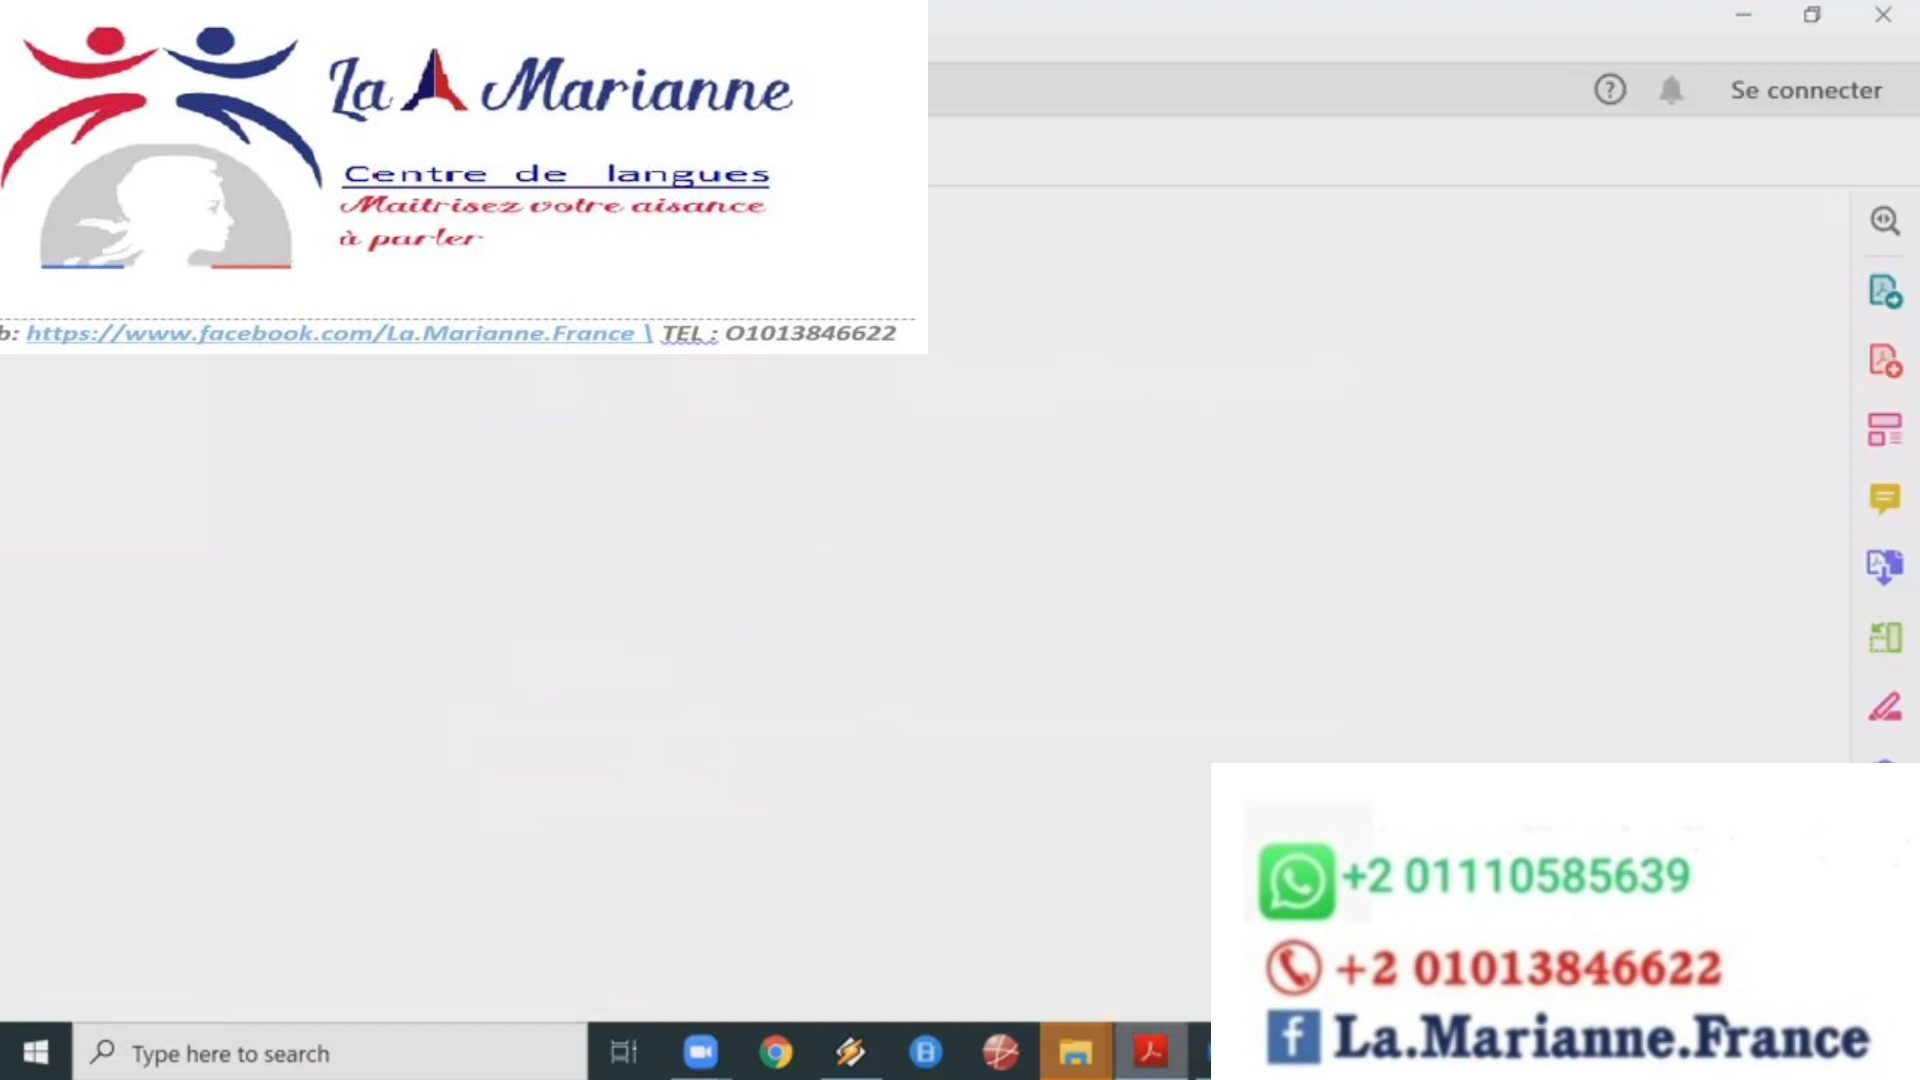 La Marianne
Se connecter
Centre de langues
Maitrisez votre aisance
à parler
b: https://www.facebook.com/La.Marianne.France \ TEL : O1013846622
+2 01110585639
+2 01013846622
La.Marianne.France
Type here to search